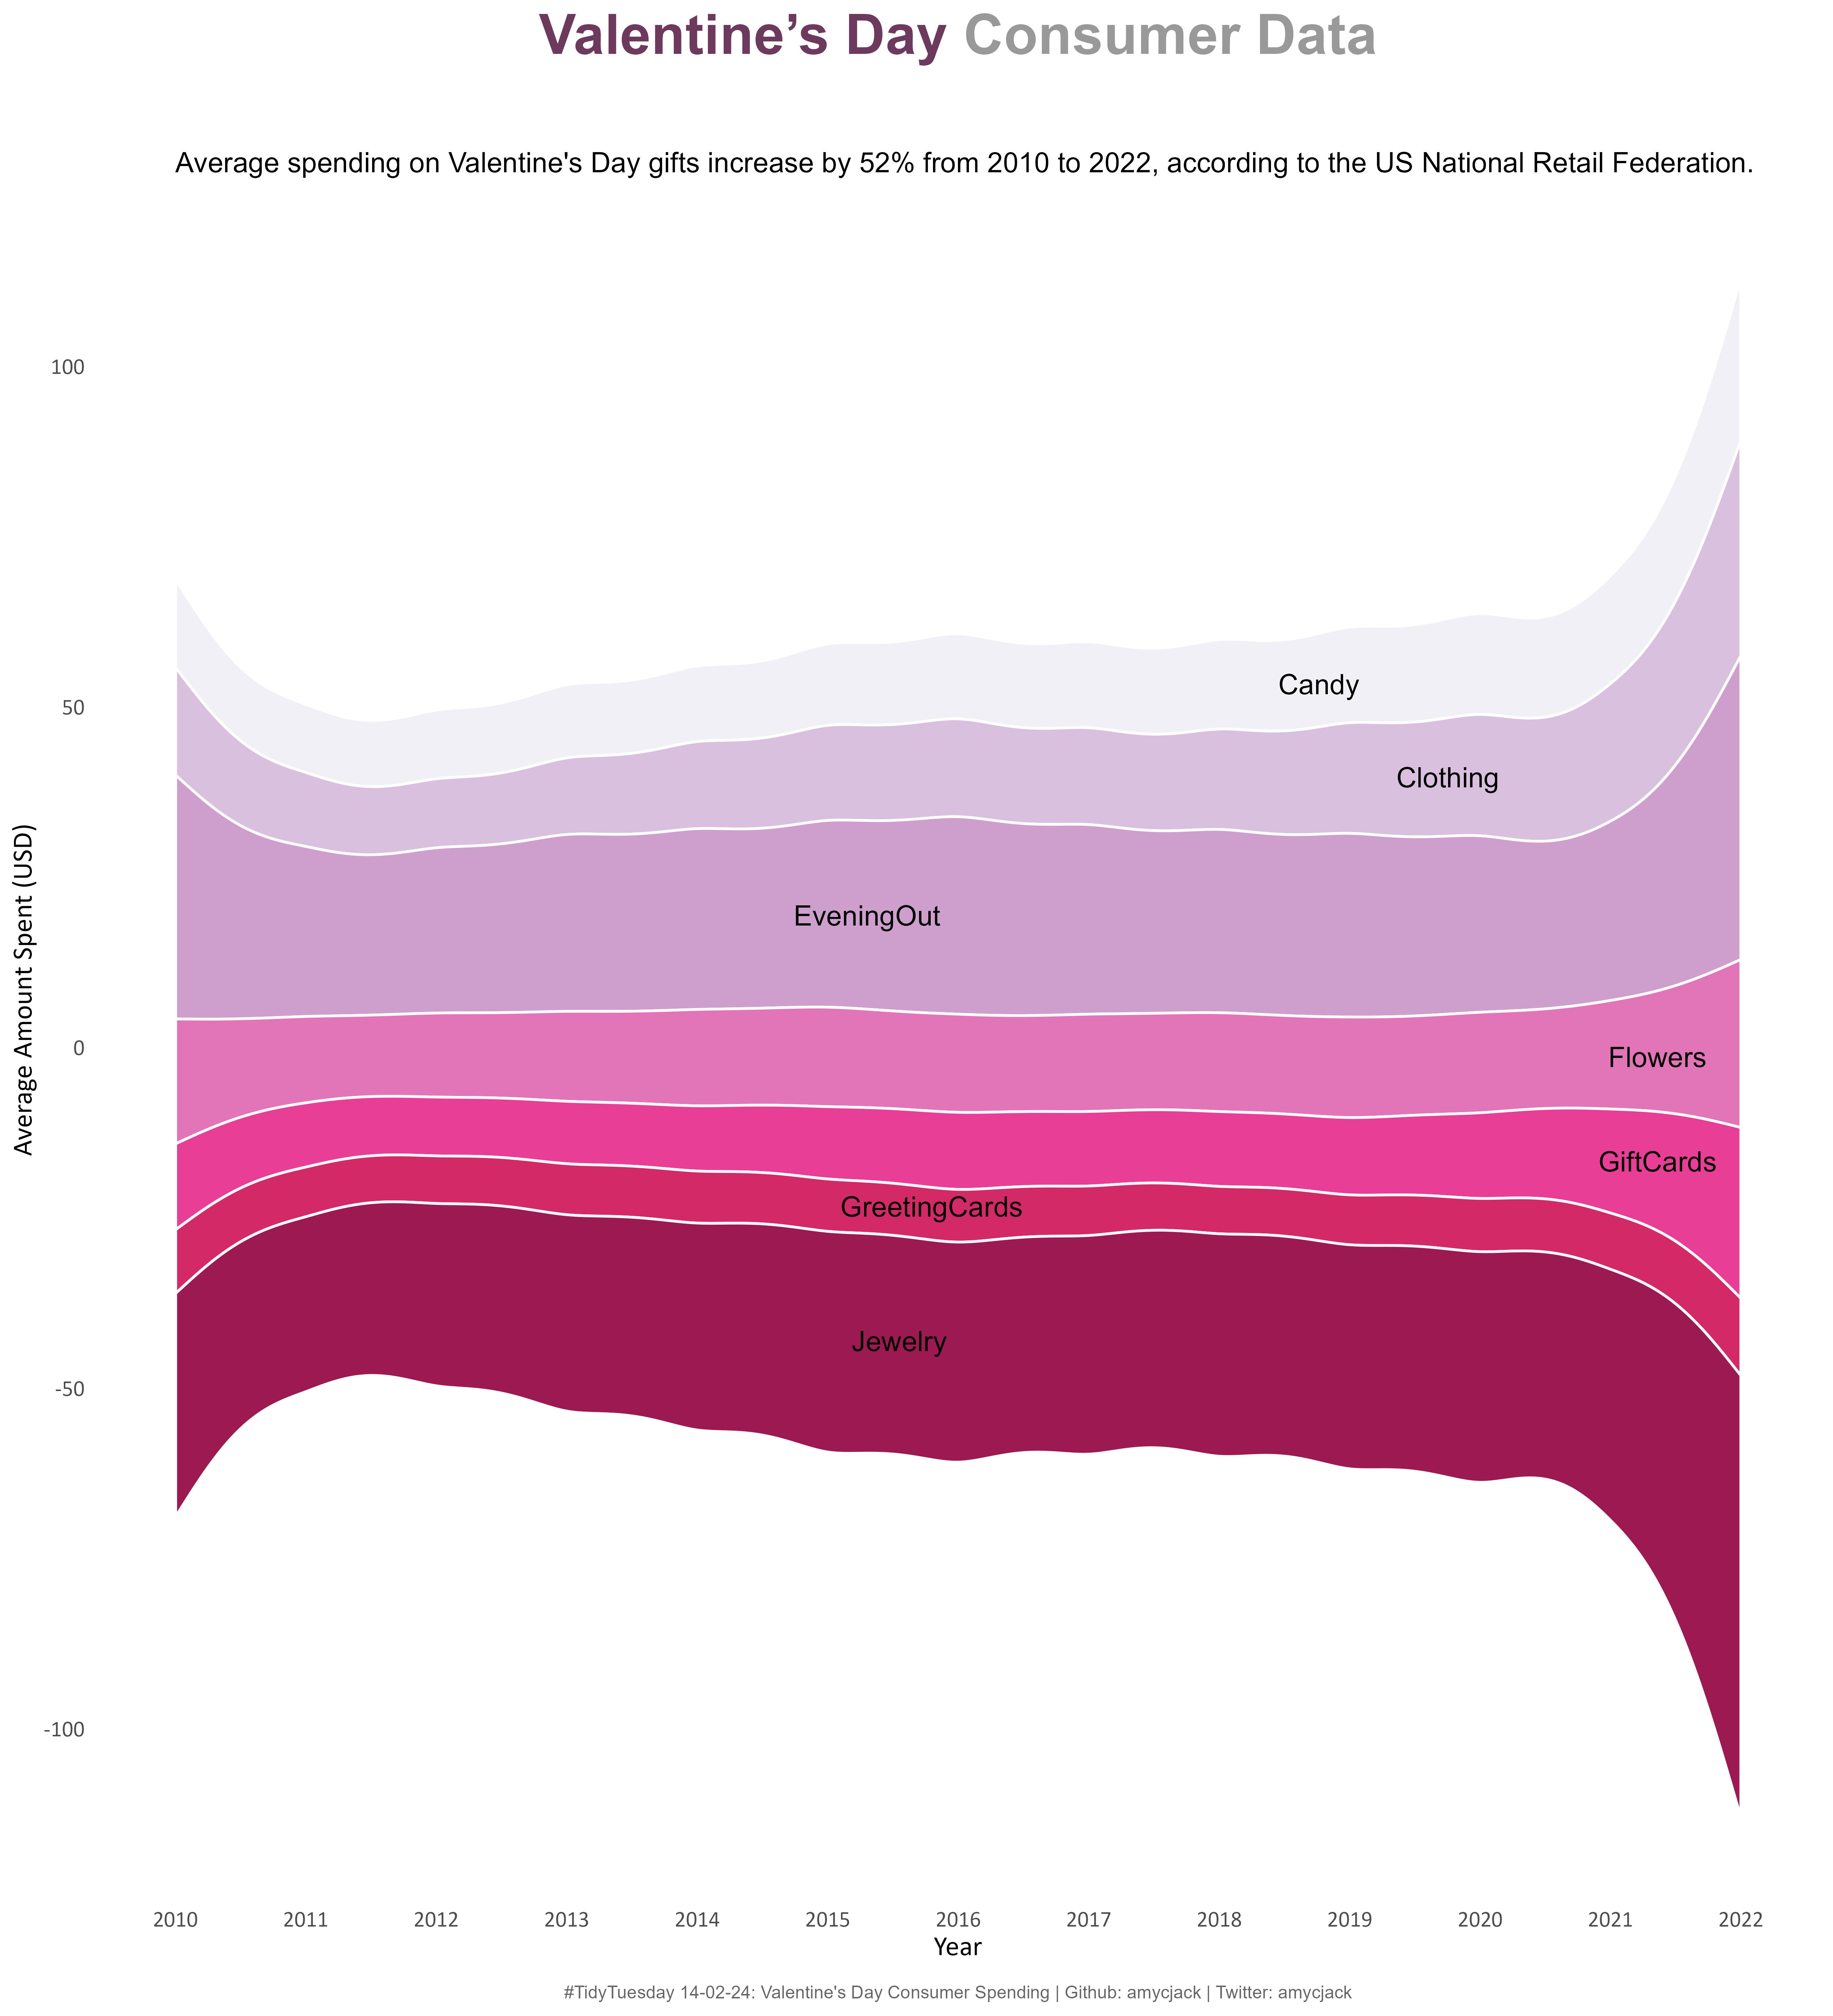 Valentine’s Day Consumer Data
Average spending on Valentine's Day gifts increase by 52% from 2010 to 2022, according to the US National Retail Federation.
100
50
0
-50
-100
Average Amount Spent (USD)
Candy
Clothing
EveningOut
Flowers
GiftCards
GreetingCards
Jewelry
2010 2011 2012 2013 2014 2015 2016 2017 2018 2019 2020 2021 2022
Year
#TidyTuesday 14-02-24: Valentine's Day Consumer Spending | Github: amycjack | Twitter: amycjack